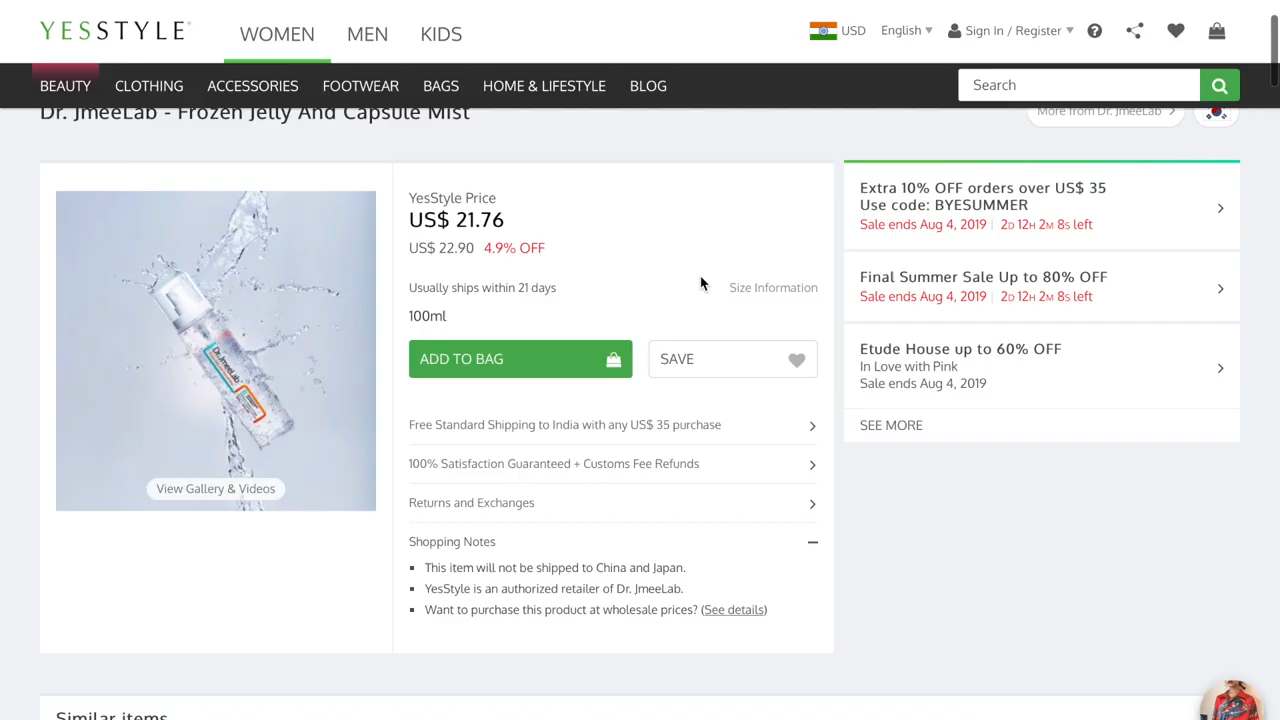 YESSTYLE
WOMEN
MEN
KIDS
USD
English
Sign In / Register
BEAUTY
CLOTHING
ACCESSORIES
FOOTWEAR
BAGS
HOME & LIFESTYLE
BLOG
Search
Dr. JmeeLab - Frozen Jelly And Capsule Mist
More from Dr. JmeeLab
Dr.JmeeLab
View Gallery & Videos
YesStyle Price
US$ 21.76
US$ 22.90 4.9% OFF
Usually ships within 21 days
Size Information
100ml
ADD TO BAG
SAVE
Free Standard Shipping to India with any US$ 35 purchase
100% Satisfaction Guaranteed + Customs Fee Refunds
Returns and Exchanges
Shopping Notes
This item will not be shipped to China and Japan.
YesStyle is an authorized retailer of Dr. JmeeLab.
Want to purchase this product at wholesale prices? (See details)
Extra 10% OFF orders over US$ 35
Use code: BYESUMMER
Sale ends Aug 4, 2019 | 2D 12H 2M 8S left
Final Summer Sale Up to 80% OFF
Sale ends Aug 4, 2019 | 2D 12H 2M 8S left
Etude House up to 60% OFF
In Love with Pink
Sale ends Aug 4, 2019
SEE MORE
Similar items